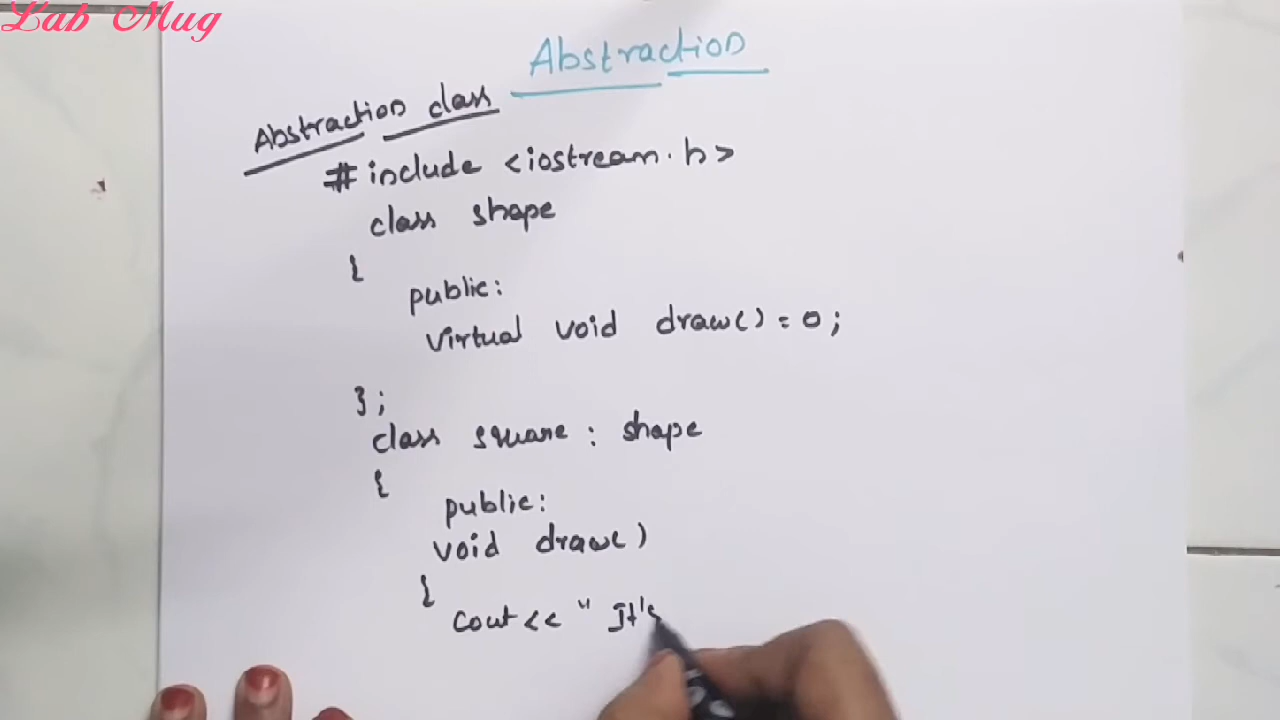 Lab Mug
Abstraction
Abstraction class
#include <iostream.h>
class shape
{
public:
virtual void draw() = 0;
};
class square : shape
{
public:
void draw()
{
cout<< " It's